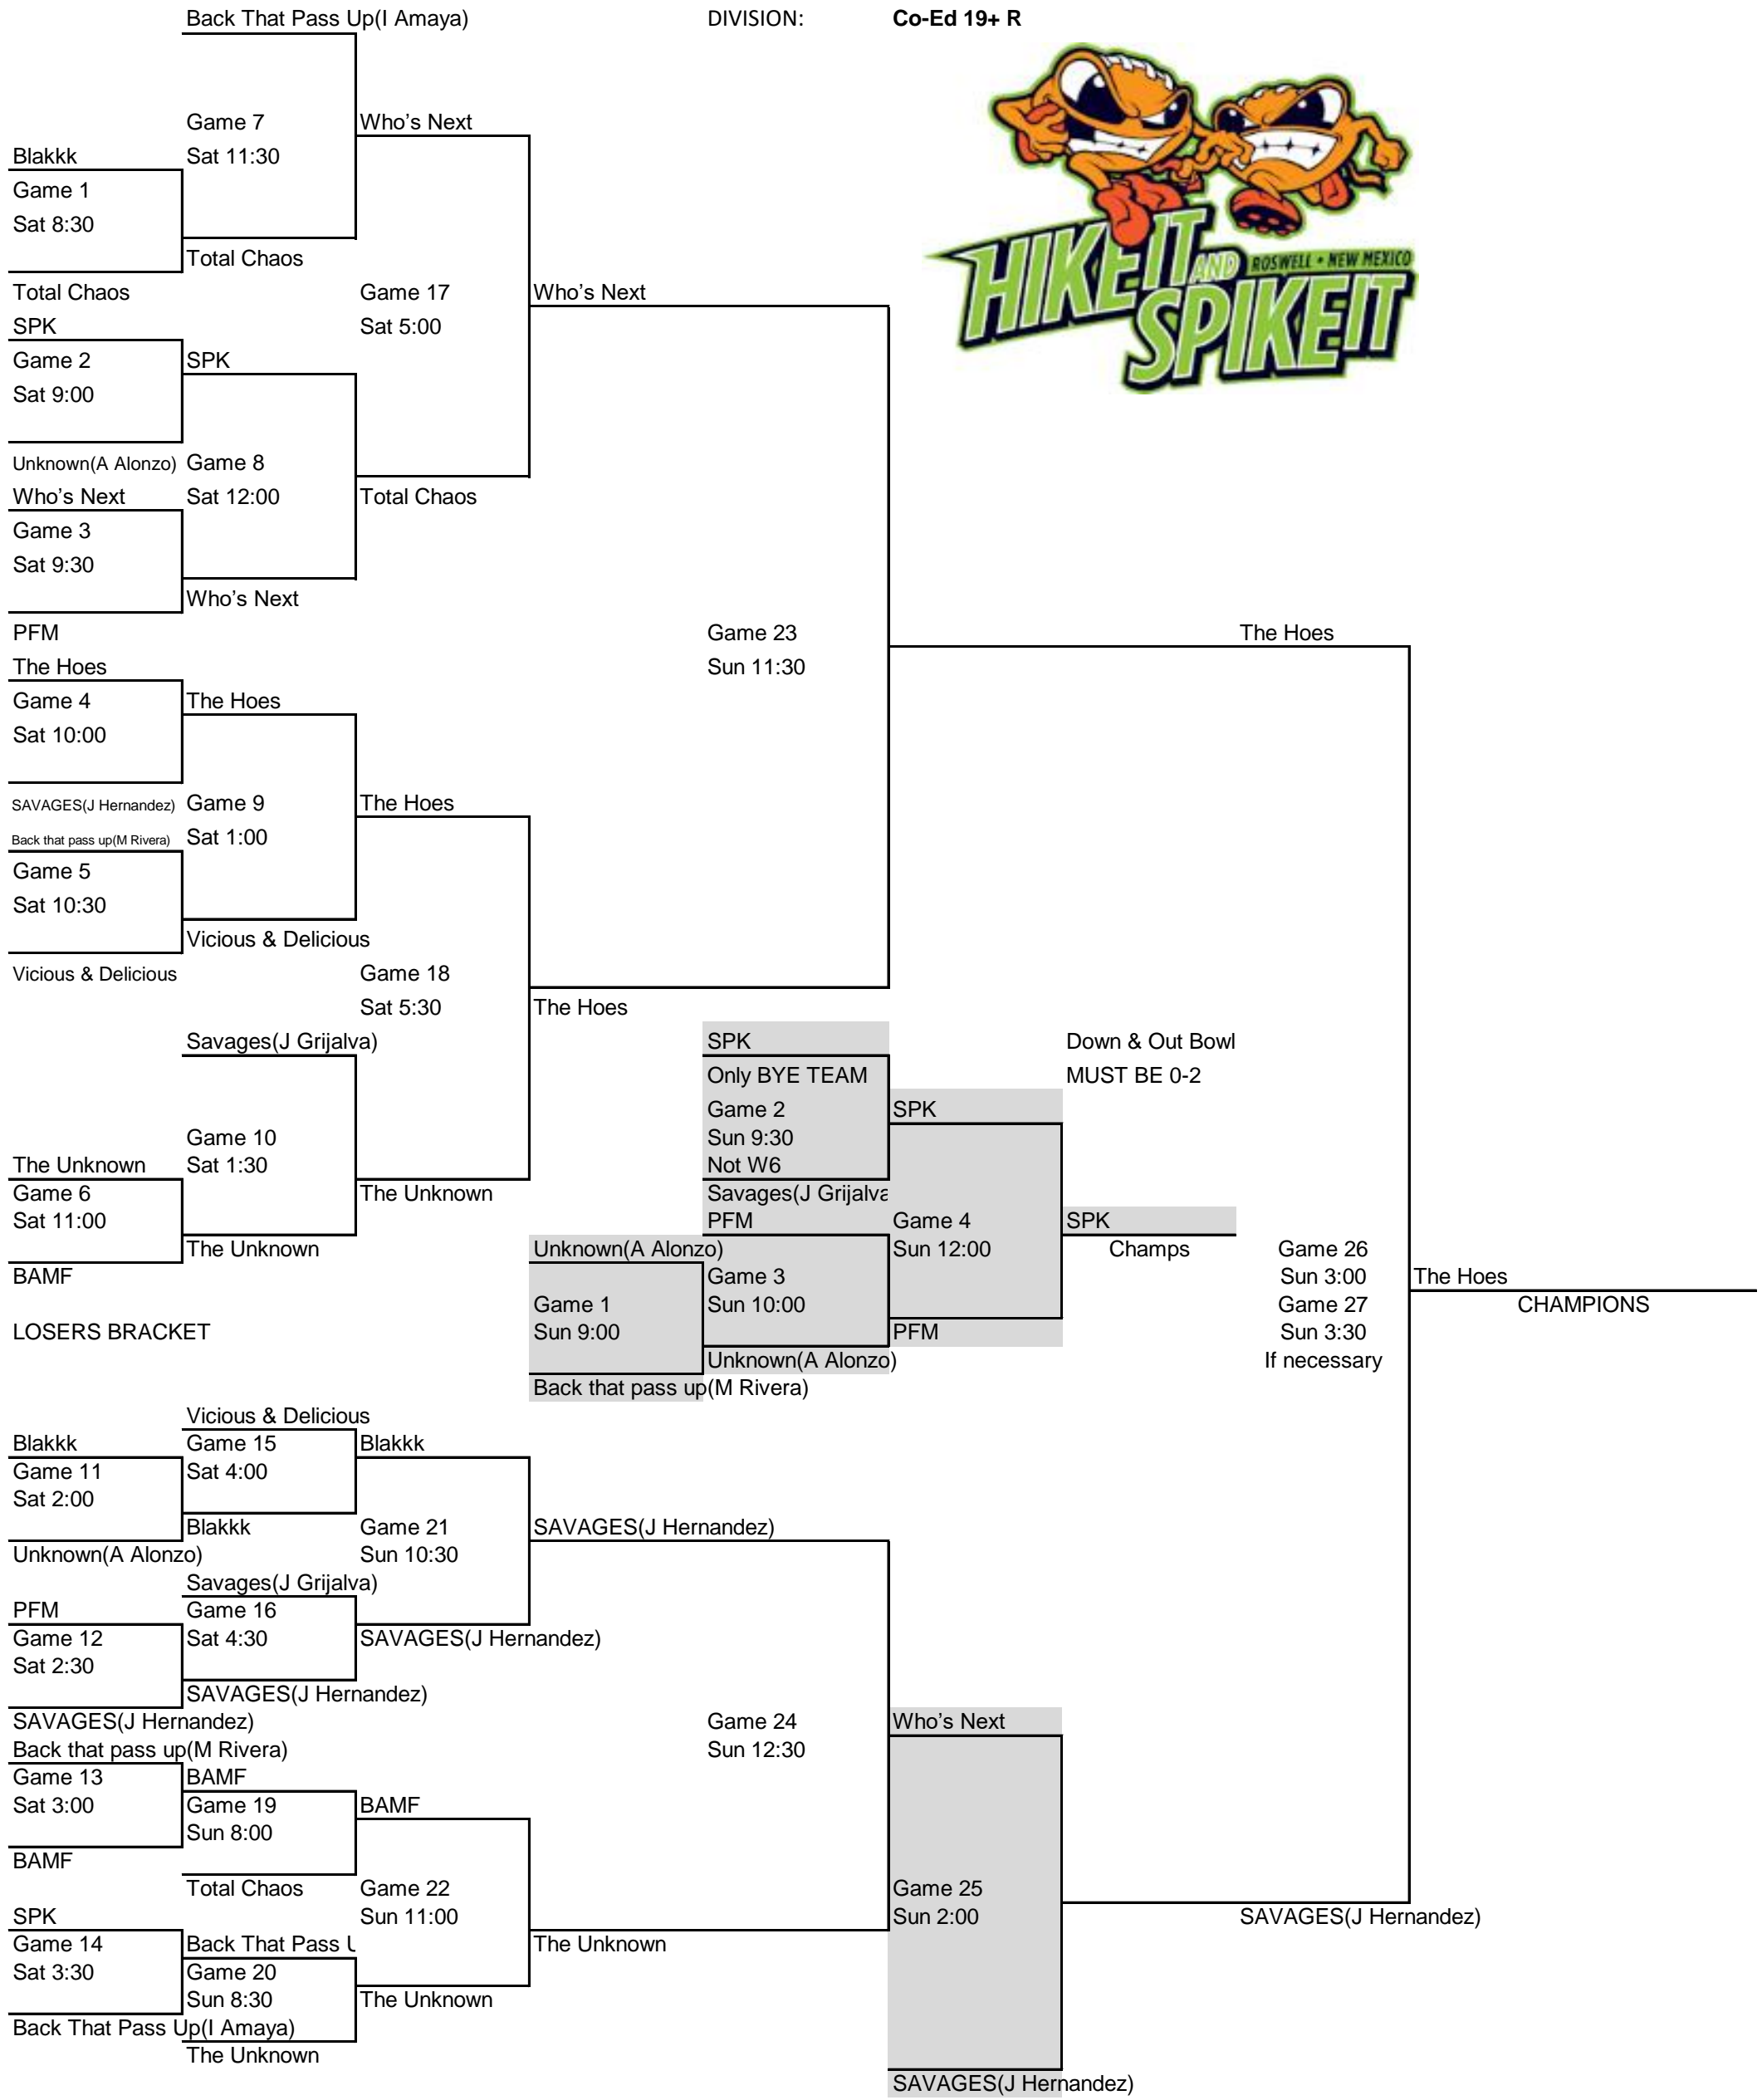 Back That Pass Up(I Amaya)
DIVISION:
Co-Ed 19+ R
HIKE IT AND SPIKE IT
ROSWELL • NEW MEXICO
Game 7
Who's Next
Blakkk
Sat 11:30
Game 1
Sat 8:30
Total Chaos
Total Chaos
Game 17
Who's Next
SPK
Sat 5:00
Game 2
SPK
Sat 9:00
Unknown(A Alonzo)
Game 8
Who's Next
Sat 12:00
Total Chaos
Game 3
Sat 9:30
Who's Next
PFM
Game 23
The Hoes
The Hoes
Sun 11:30
Game 4
The Hoes
Sat 10:00
SAVAGES(J Hernandez)
Game 9
The Hoes
Back that pass up(M Rivera)
Sat 1:00
Game 5
Sat 10:30
Vicious & Delicious
Vicious & Delicious
Game 18
Sat 5:30
The Hoes
Savages(J Grijalva)
SPK
Down & Out Bowl
Only BYE TEAM
MUST BE 0-2
Game 2
SPK
Game 10
Sun 9:30
The Unknown
Sat 1:30
Not W6
Game 6
The Unknown
Savages(J Grijalva
Sat 11:00
PFM
Game 4
SPK
The Unknown
Unknown(A Alonzo)
Sun 12:00
Champs
Game 26
BAMF
Game 3
Sun 3:00
The Hoes
Game 1
Sun 10:00
Game 27
CHAMPIONS
LOSERS BRACKET
Sun 9:00
PFM
Sun 3:30
Unknown(A Alonzo)
If necessary
Back that pass up(M Rivera)
Vicious & Delicious
Blakkk
Game 15
Blakkk
Game 11
Sat 4:00
Sat 2:00
Blakkk
Game 21
SAVAGES(J Hernandez)
Unknown(A Alonzo)
Sun 10:30
Savages(J Grijalva)
PFM
Game 16
Game 12
Sat 4:30
SAVAGES(J Hernandez)
Sat 2:30
SAVAGES(J Hernandez)
SAVAGES(J Hernandez)
Game 24
Who's Next
Back that pass up(M Rivera)
Sun 12:30
Game 13
BAMF
Sat 3:00
Game 19
BAMF
Sun 8:00
BAMF
Total Chaos
Game 22
Game 25
SPK
Sun 11:00
Sun 2:00
SAVAGES(J Hernandez)
Game 14
Back That Pass
The Unknown
Sat 3:30
Game 20
Sun 8:30
The Unknown
Back That Pass Up(I Amaya)
The Unknown
SAVAGES(J Hernandez)